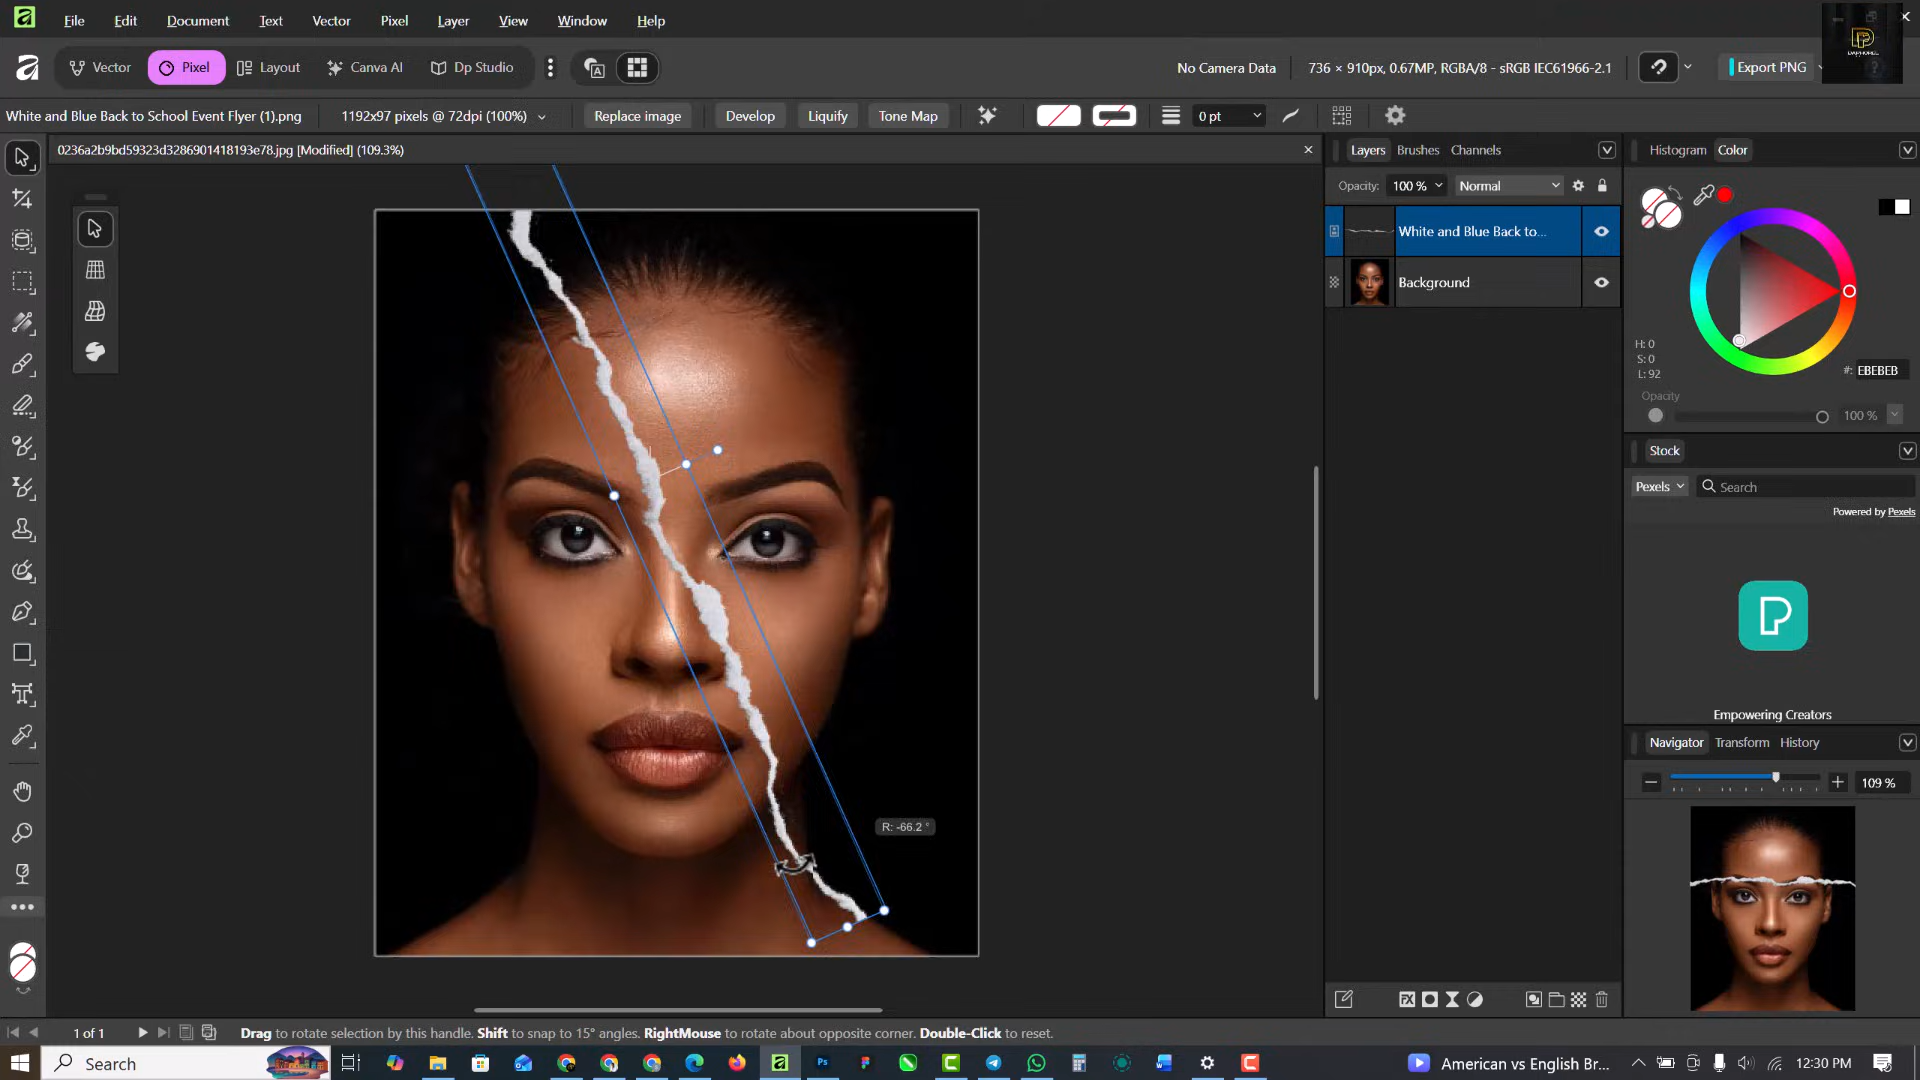 File Edit Document Text Vector Pixel Layer View Window Help
Vector Pixel Layout Canva AI Dp Studio
No Camera Data 736 × 910px, 0.67MP, RGBA/8 - sRGB IEC61966-2.1 Export PNG
White and Blue Back to School Event Flyer (1).png 1192x97 pixels @ 72dpi (100%) Replace image Develop Liquify Tone Map 0 pt
0236a2b9bd59323d3286901418193e78.jpg [Modified] (109.3%)
Layers Brushes Channels
Histogram Color
Opacity: 100 % Normal
White and Blue Back to...
Background
H: 0
S: 0
L: 92
#: EBEBEB
Opacity
100 %
Stock
Pexels Search
Powered by Pexels
Empowering Creators
Navigator Transform History
109 %
R: -66.2 °
FX
1 of 1 Drag to rotate selection by this handle. Shift to snap to 15° angles. RightMouse to rotate about opposite corner. Double-Click to reset.
Search
Ps
American vs English Br...
12:30 PM